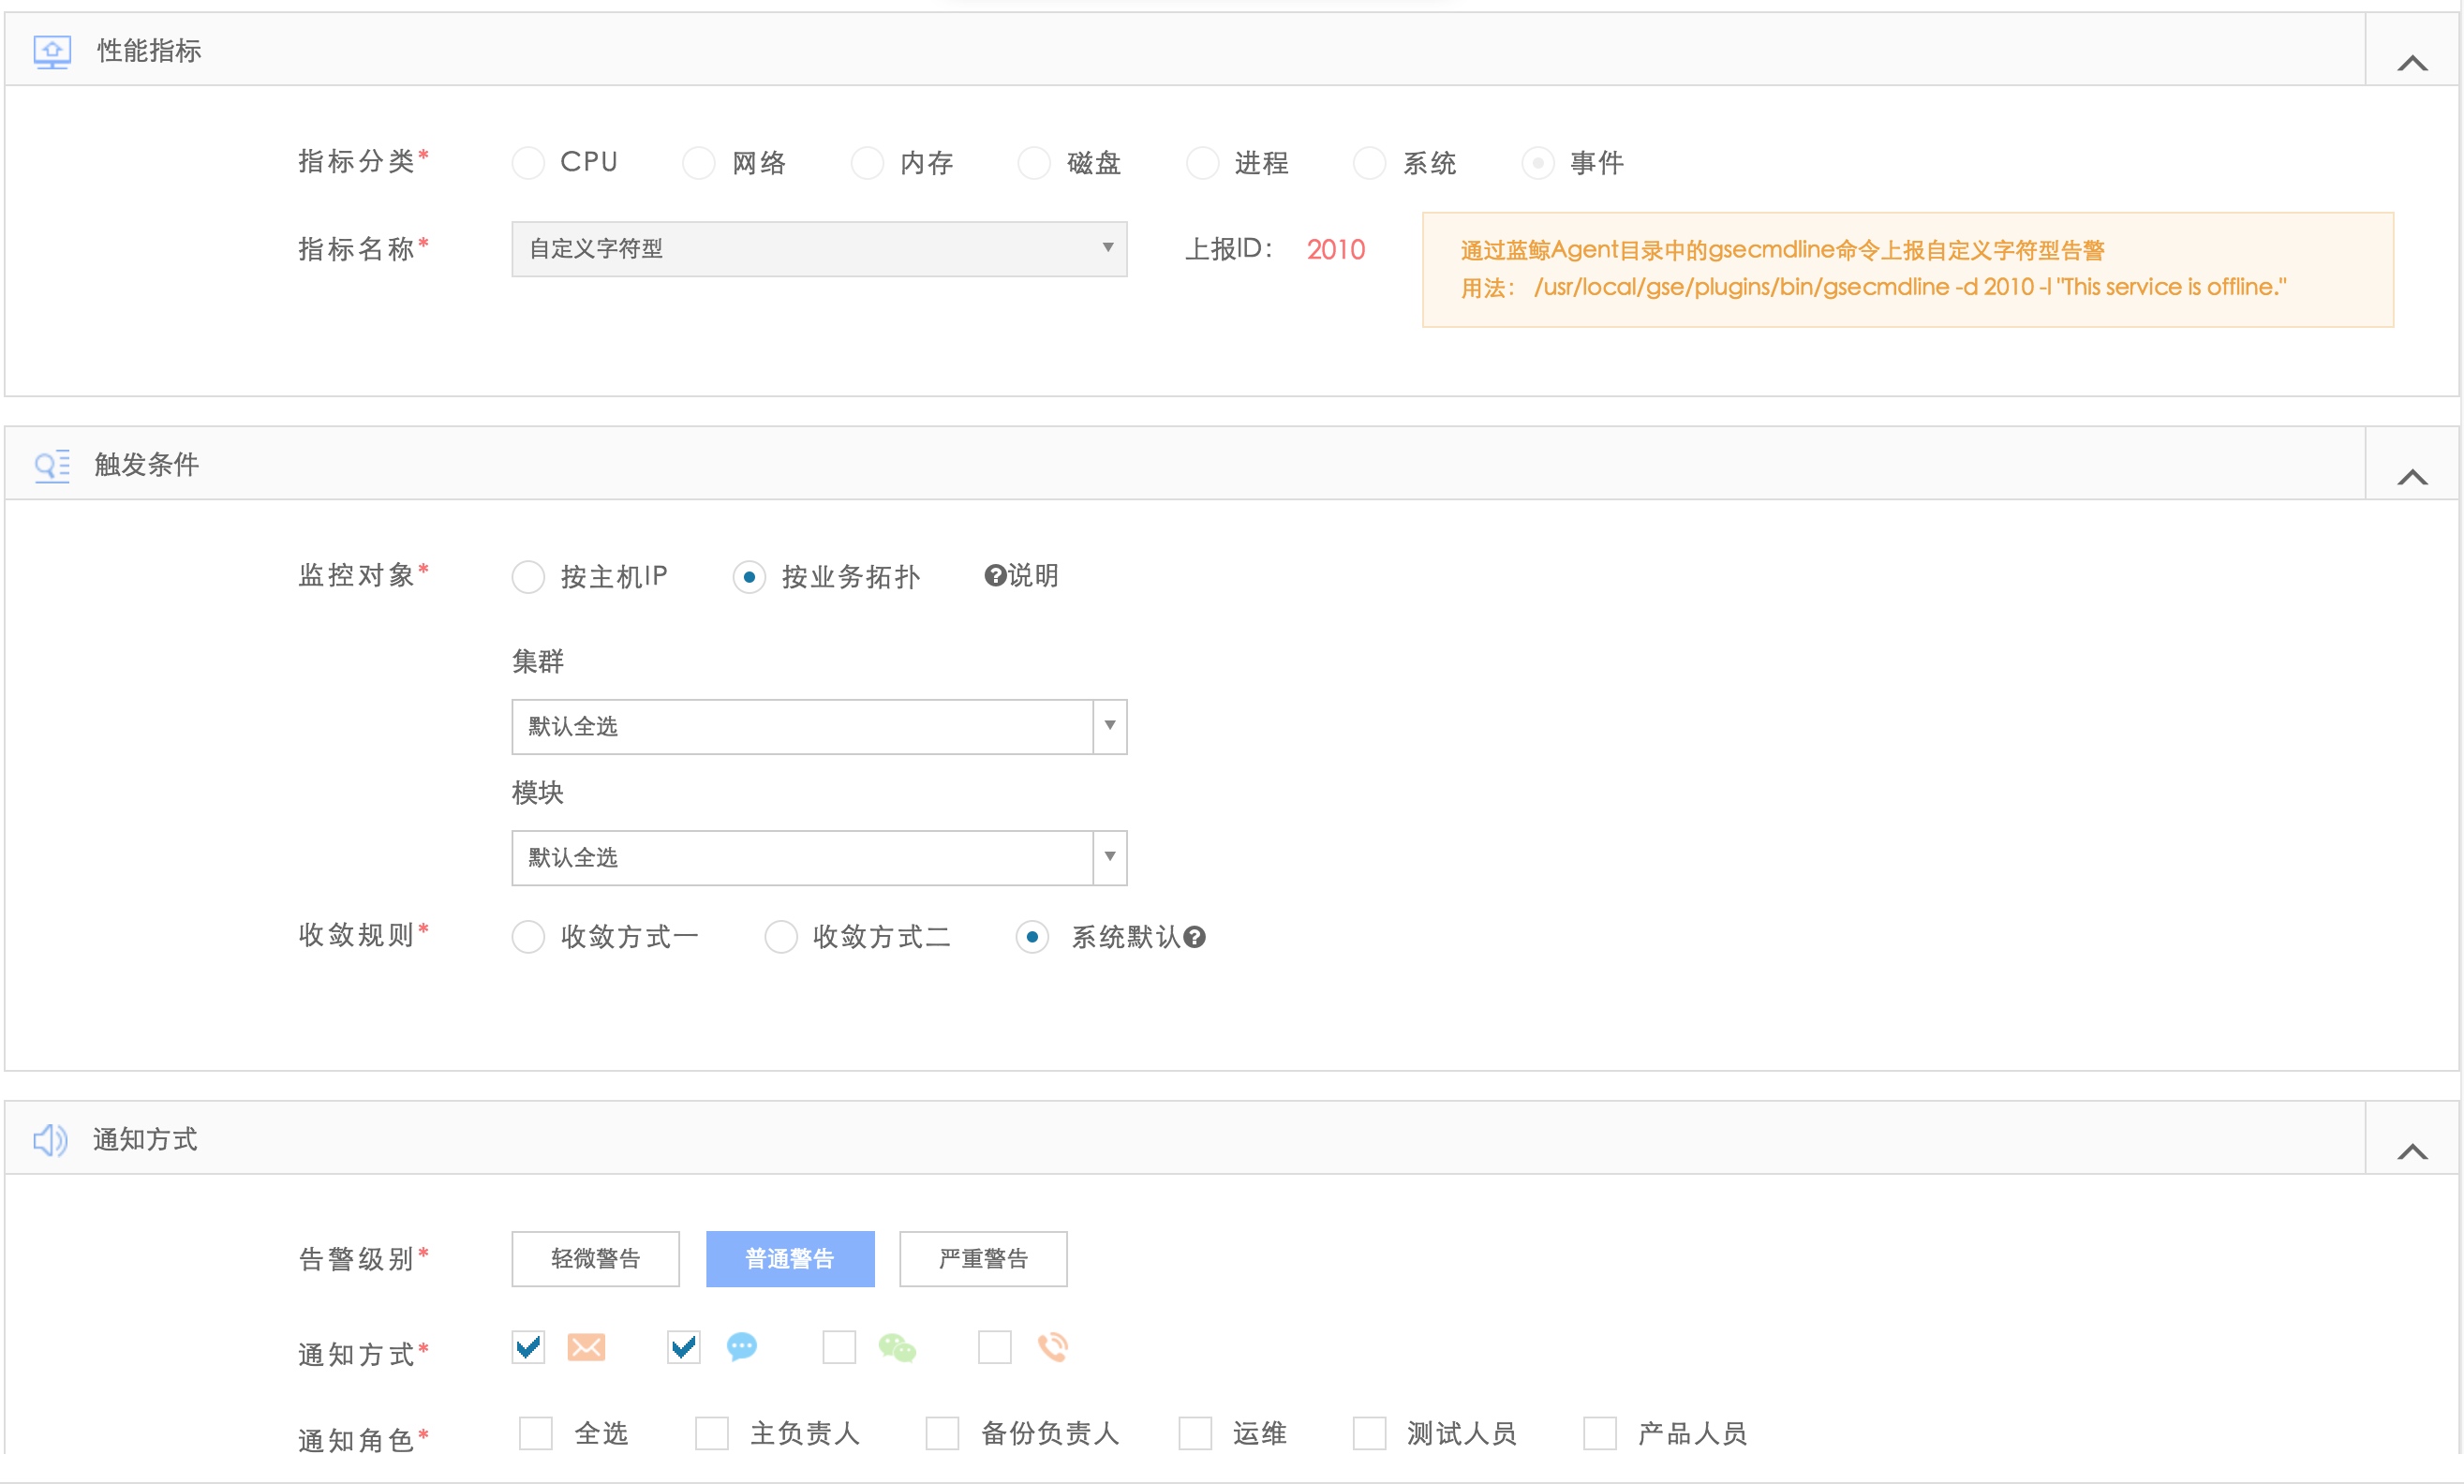 性能指标
指标分类* CPU 网络 内存 磁盘 进程 系统 事件
指标名称* 自定义字符型 上报ID： 2010
通过蓝鲸Agent目录中的gsecmdline命令上报自定义字符型告警
用法： /usr/local/gse/plugins/bin/gsecmdline -d 2010 -l "This service is offline."
触发条件
监控对象* 按主机IP 按业务拓扑 ?说明
集群
默认全选
模块
默认全选
收敛规则* 收敛方式一 收敛方式二 系统默认?
通知方式
告警级别* 轻微警告 普通警告 严重警告
通知方式*
通知角色* 全选 主负责人 备份负责人 运维 测试人员 产品人员